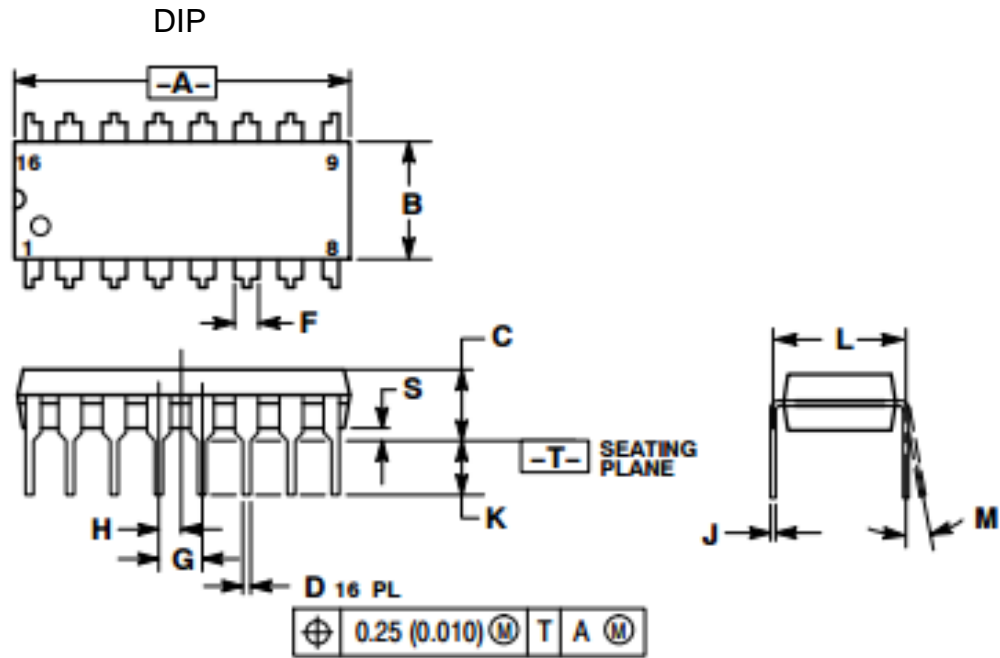 DIP
–A–
16 9
B
1 8
F
C
S
L
–T– SEATING
PLANE
K
H
J
M
G
D 16 PL
⌖ 0.25 (0.010) Ⓜ T A Ⓜ